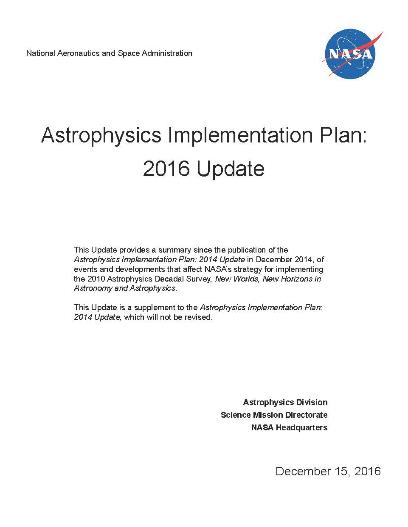 National Aeronautics and Space Administration
NASA
Astrophysics Implementation Plan:
2016 Update
This Update provides a summary since the publication of the
Astrophysics Implementation Plan: 2014 Update in December 2014, of
events and developments that affect NASA's strategy for implementing
the 2010 Astrophysics Decadal Survey, New Worlds, New Horizons in
Astronomy and Astrophysics.
This Update is a supplement to the Astrophysics Implementation Plan:
2014 Update, which will not be revised.
Astrophysics Division
Science Mission Directorate
NASA Headquarters
December 15, 2016